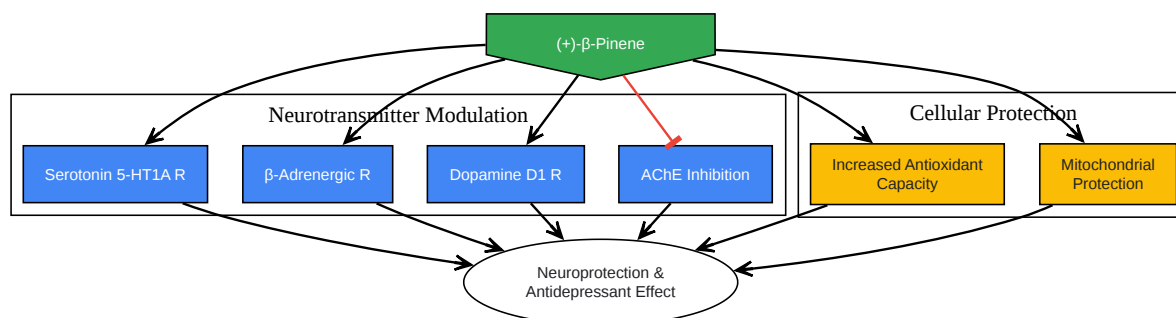 (+)-β-Pinene
Neurotransmitter Modulation
Cellular Protection
Serotonin 5-HT1A R
β-Adrenergic R
Dopamine D1 R
AChE Inhibition
Increased Antioxidant
Capacity
Mitochondrial
Protection
Neuroprotection &
Antidepressant Effect